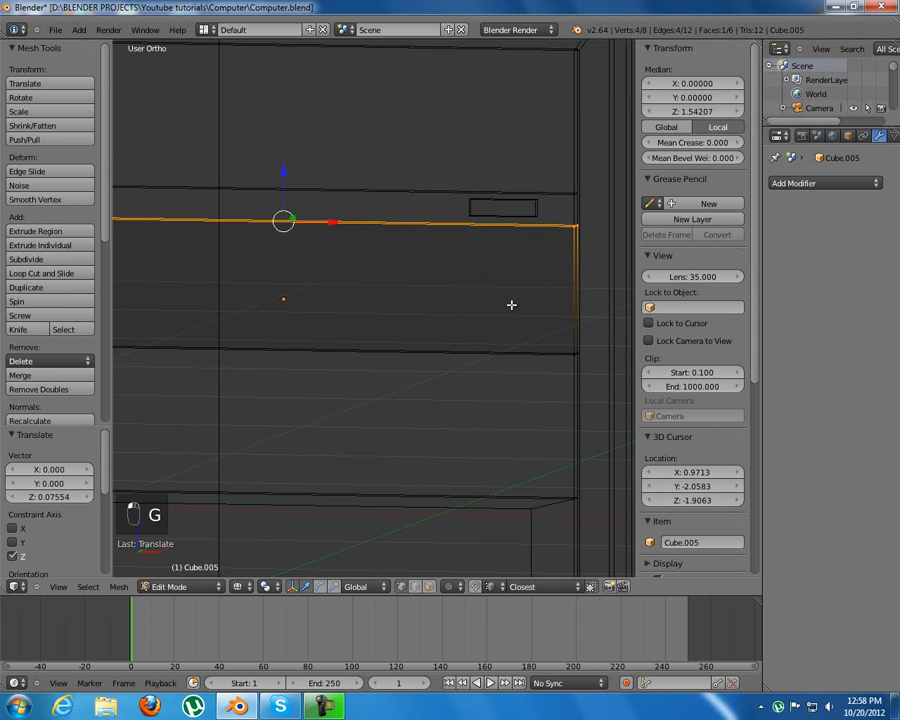 Blender* [D:\BLENDER PROJECTS\Youtube tutorials\Computer\Computer.blend]
File Add Render Window Help Default Scene Blender Render v2.64 | Verts:4/8 | Edges:4/12 | Faces:1/6 | Tris:12 | Cube.005
Mesh Tools
Transform:
Translate
Rotate
Scale
Shrink/Fatten
Push/Pull
Deform:
Edge Slide
Noise
Smooth Vertex
Add:
Extrude Region
Extrude Individual
Subdivide
Loop Cut and Slide
Duplicate
Spin
Screw
Knife Select
Remove:
Delete
Merge
Remove Doubles
Normals:
Recalculate
Translate
Vector
X: 0.000
Y: 0.000
Z: 0.07554
Constraint Axis
X
Y
Z
Orientation
User Ortho
G
Last: Translate
(1) Cube.005
Transform
Median:
X: 0.00000
Y: 0.00000
Z: 1.54207
Global Local
Mean Crease: 0.000
Mean Bevel Wei: 0.000
Grease Pencil
New
New Layer
Delete Frame Convert
View
Lens: 35.000
Lock to Object:
Lock to Cursor
Lock Camera to View
Clip:
Start: 0.100
End: 1000.000
Local Camera:
Camera
3D Cursor
Location:
X: 0.9713
Y: -2.0583
Z: -1.9063
Item
Cube.005
Display
View Search All Sce
Scene
RenderLaye
World
Camera
Cube.005
Add Modifier
View Select Mesh Edit Mode Global Closest
-40 -20 0 20 40 60 80 100 120 140 160 180 200 220 240 260
View Marker Frame Playback Start: 1 End: 250 1 No Sync
12:58 PM
10/20/2012